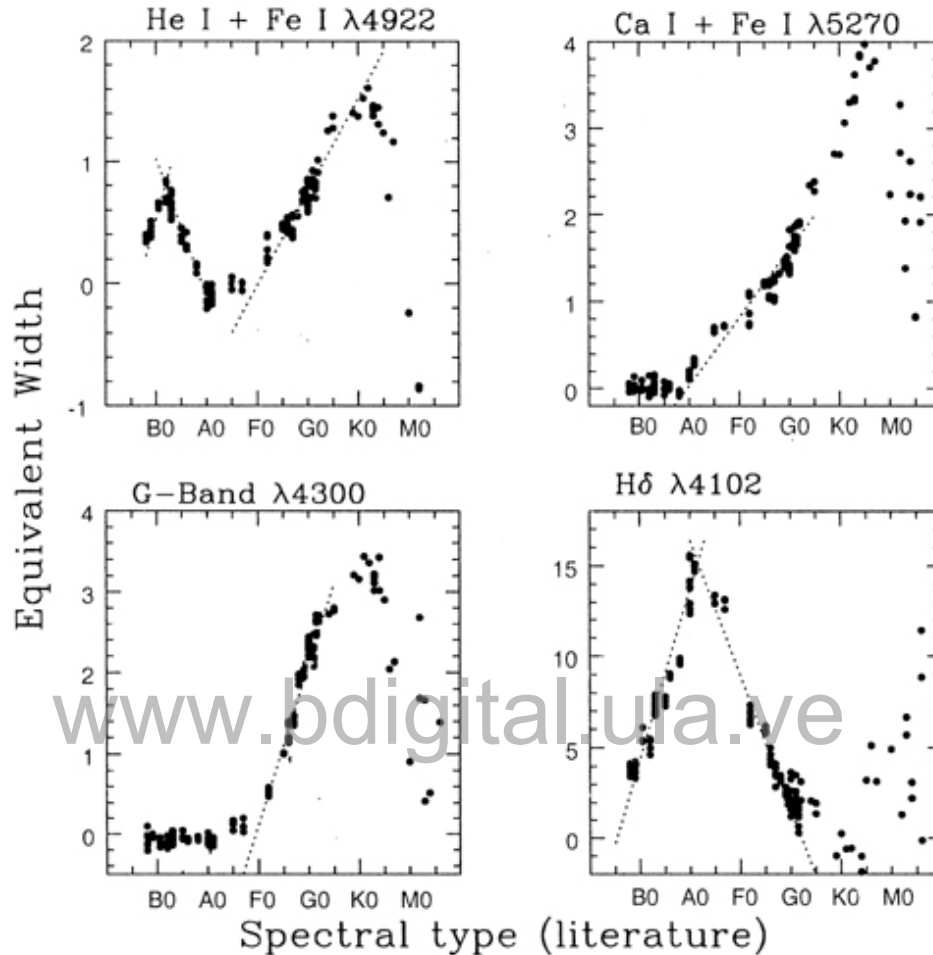 He I + Fe I λ4922
Ca I + Fe I λ5270
2
1
0
-1
B0 A0 F0 G0 K0 M0
4
3
2
1
0
B0 A0 F0 G0 K0 M0
G-Band λ4300
Hδ λ4102
4
3
2
1
0
B0 A0 F0 G0 K0 M0
15
10
5
0
B0 A0 F0 G0 K0 M0
Equivalent Width
Spectral type (literature)
www.bdigital.ula.ve